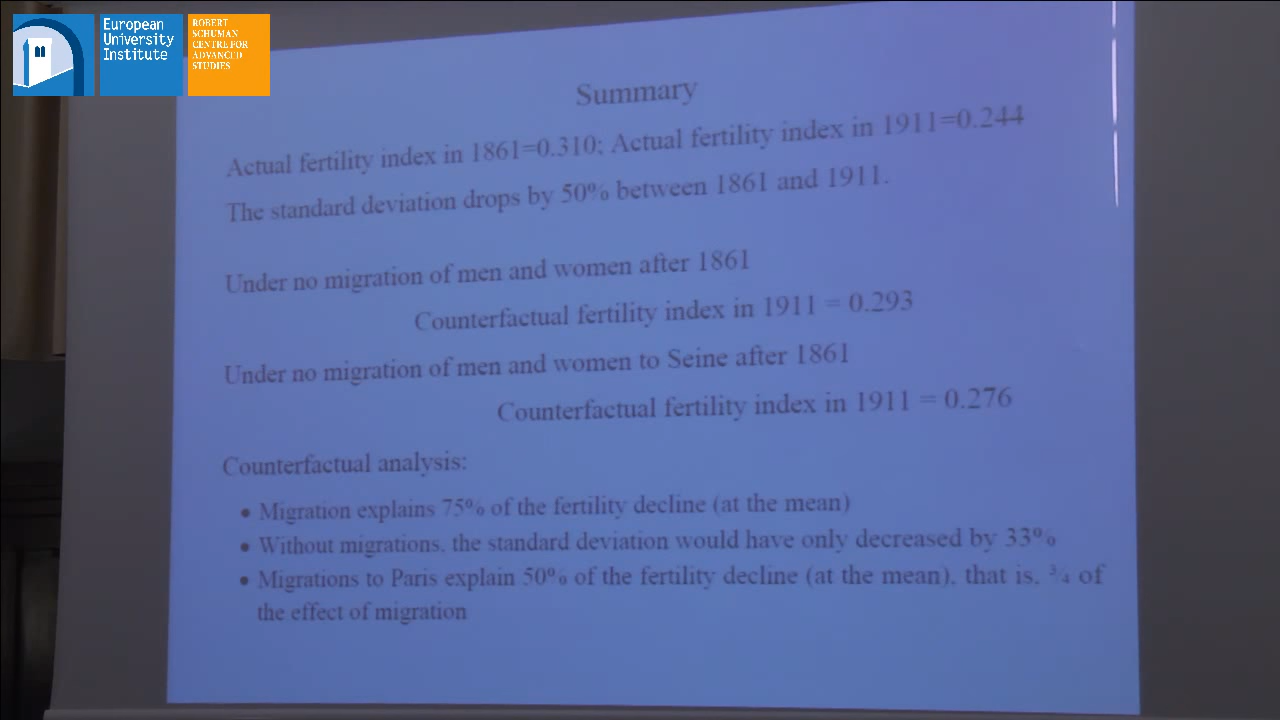 European
University
Institute
ROBERT
SCHUMAN
CENTRE FOR
ADVANCED
STUDIES
Summary
Actual fertility index in 1861=0.310; Actual fertility index in 1911=0.244
The standard deviation drops by 50% between 1861 and 1911.
Under no migration of men and women after 1861
Counterfactual fertility index in 1911 = 0.293
Under no migration of men and women to Seine after 1861
Counterfactual fertility index in 1911 = 0.276
Counterfactual analysis:
• Migration explains 75% of the fertility decline (at the mean)
• Without migrations, the standard deviation would have only decreased by 33%
• Migrations to Paris explain 50% of the fertility decline (at the mean), that is, ¾ of
the effect of migration